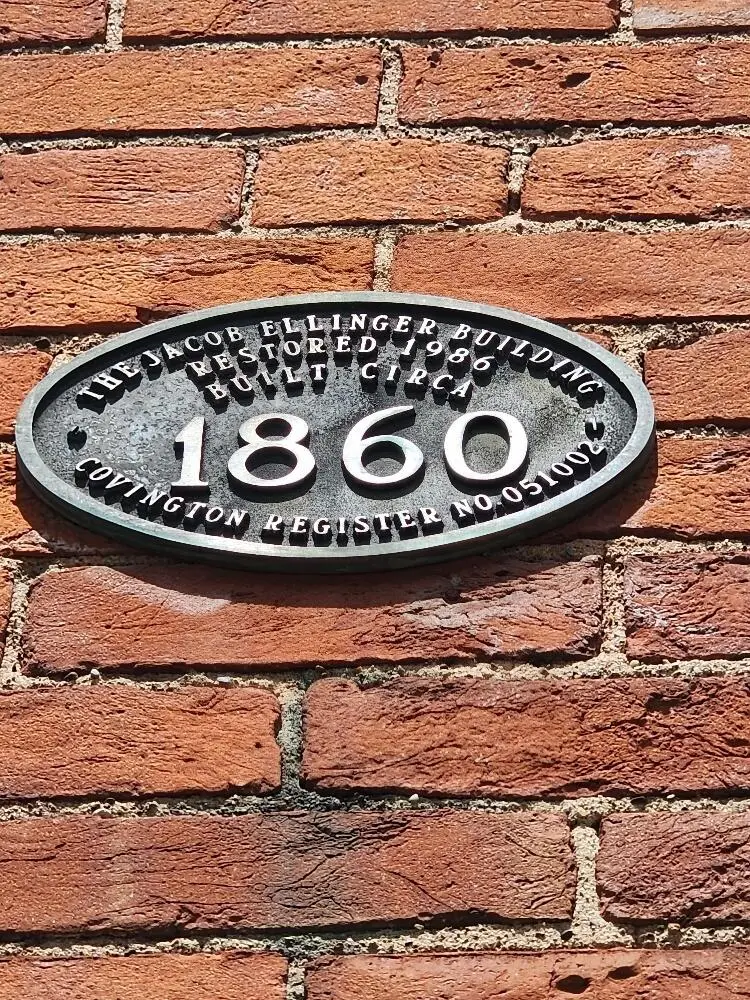 THE JACOB ELLINGER BUILDING
RESTORED 1986
BUILT CIRCA
1860
COVINGTON REGISTER NO. 051002